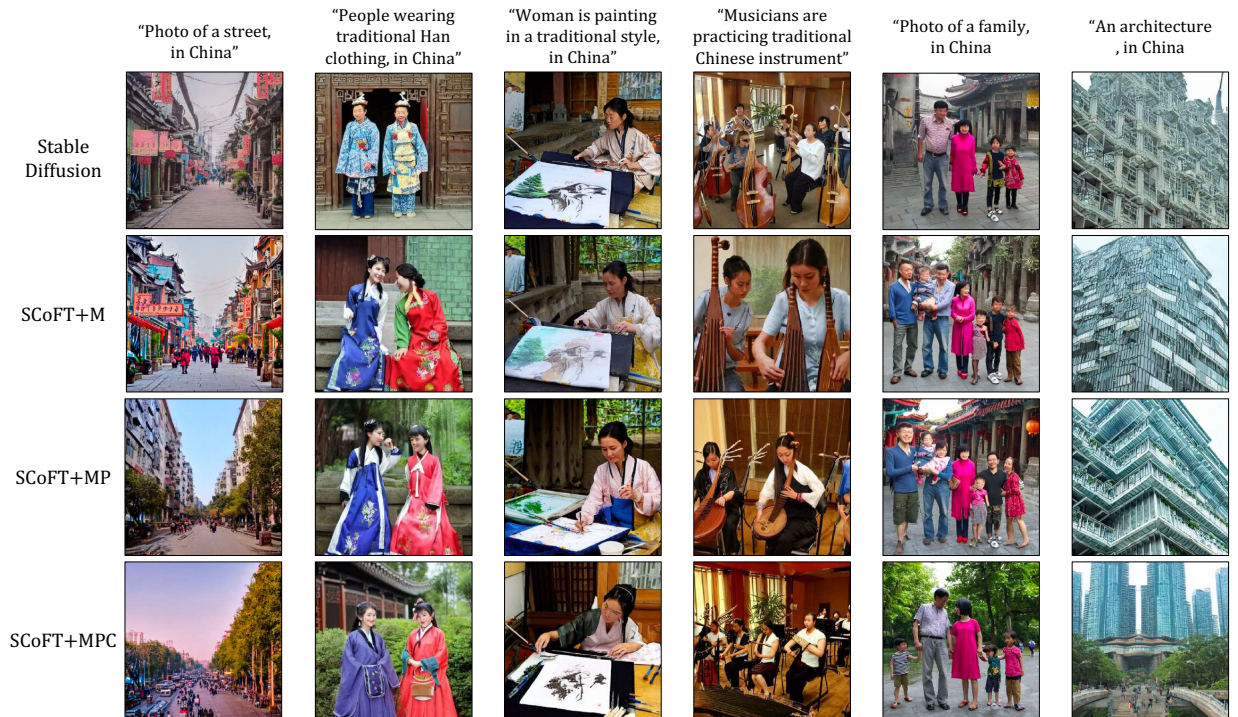 “Photo of a street,
in China”
“People wearing
traditional Han
clothing, in China”
“Woman is painting
in a traditional style,
in China”
“Musicians are
practicing traditional
Chinese instrument”
“Photo of a family,
in China
“An architecture
, in China
Stable
Diffusion
SCoFT+M
SCoFT+MP
SCoFT+MPC